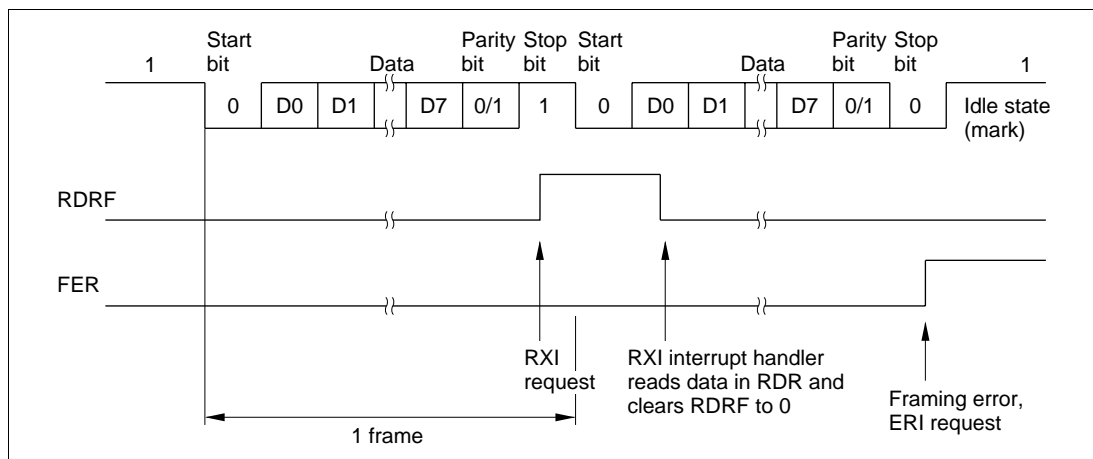 1
Start
bit
Data
Parity
bit
Stop
bit
Start
bit
Data
Parity
bit
Stop
bit
1
0 D0 D1 D7 0/1 1 0 D0 D1 D7 0/1 0
Idle state
(mark)
RDRF
FER
RXI
request
RXI interrupt handler
reads data in RDR and
clears RDRF to 0
Framing error,
ERI request
1 frame